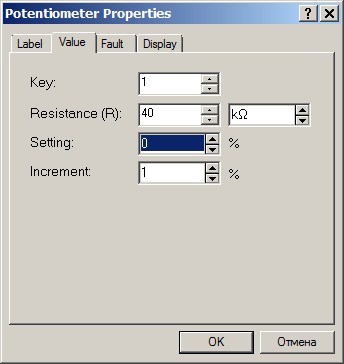 Potentiometer Properties
Label Value Fault Display
Key: 1
Resistance (R): 40 kΩ
Setting: 0 %
Increment: 1 %
OK Отмена